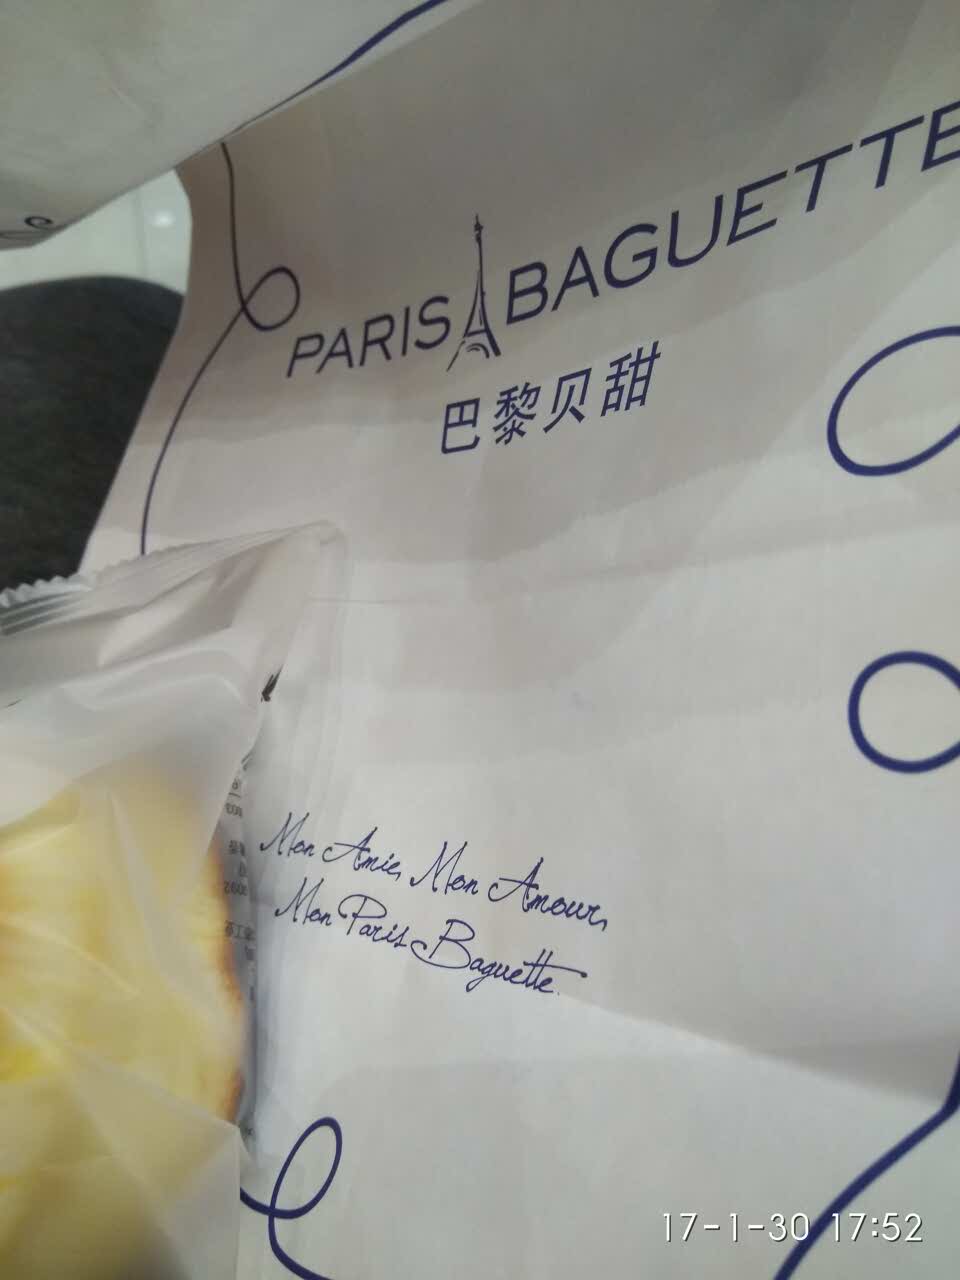 PARIS BAGUETTE
巴黎贝甜
Mon Amie, Mon Amour,
Mon Paris Baguette.
17-1-30 17:52